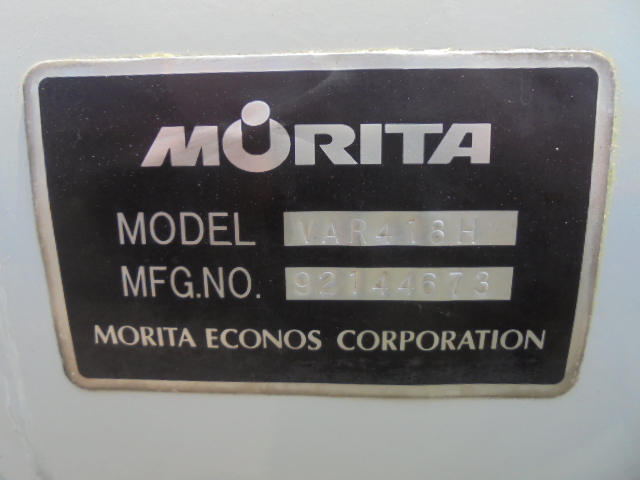 MORITA
MODEL VAR418H
MFG.NO. 92144673
MORITA ECONOS CORPORATION